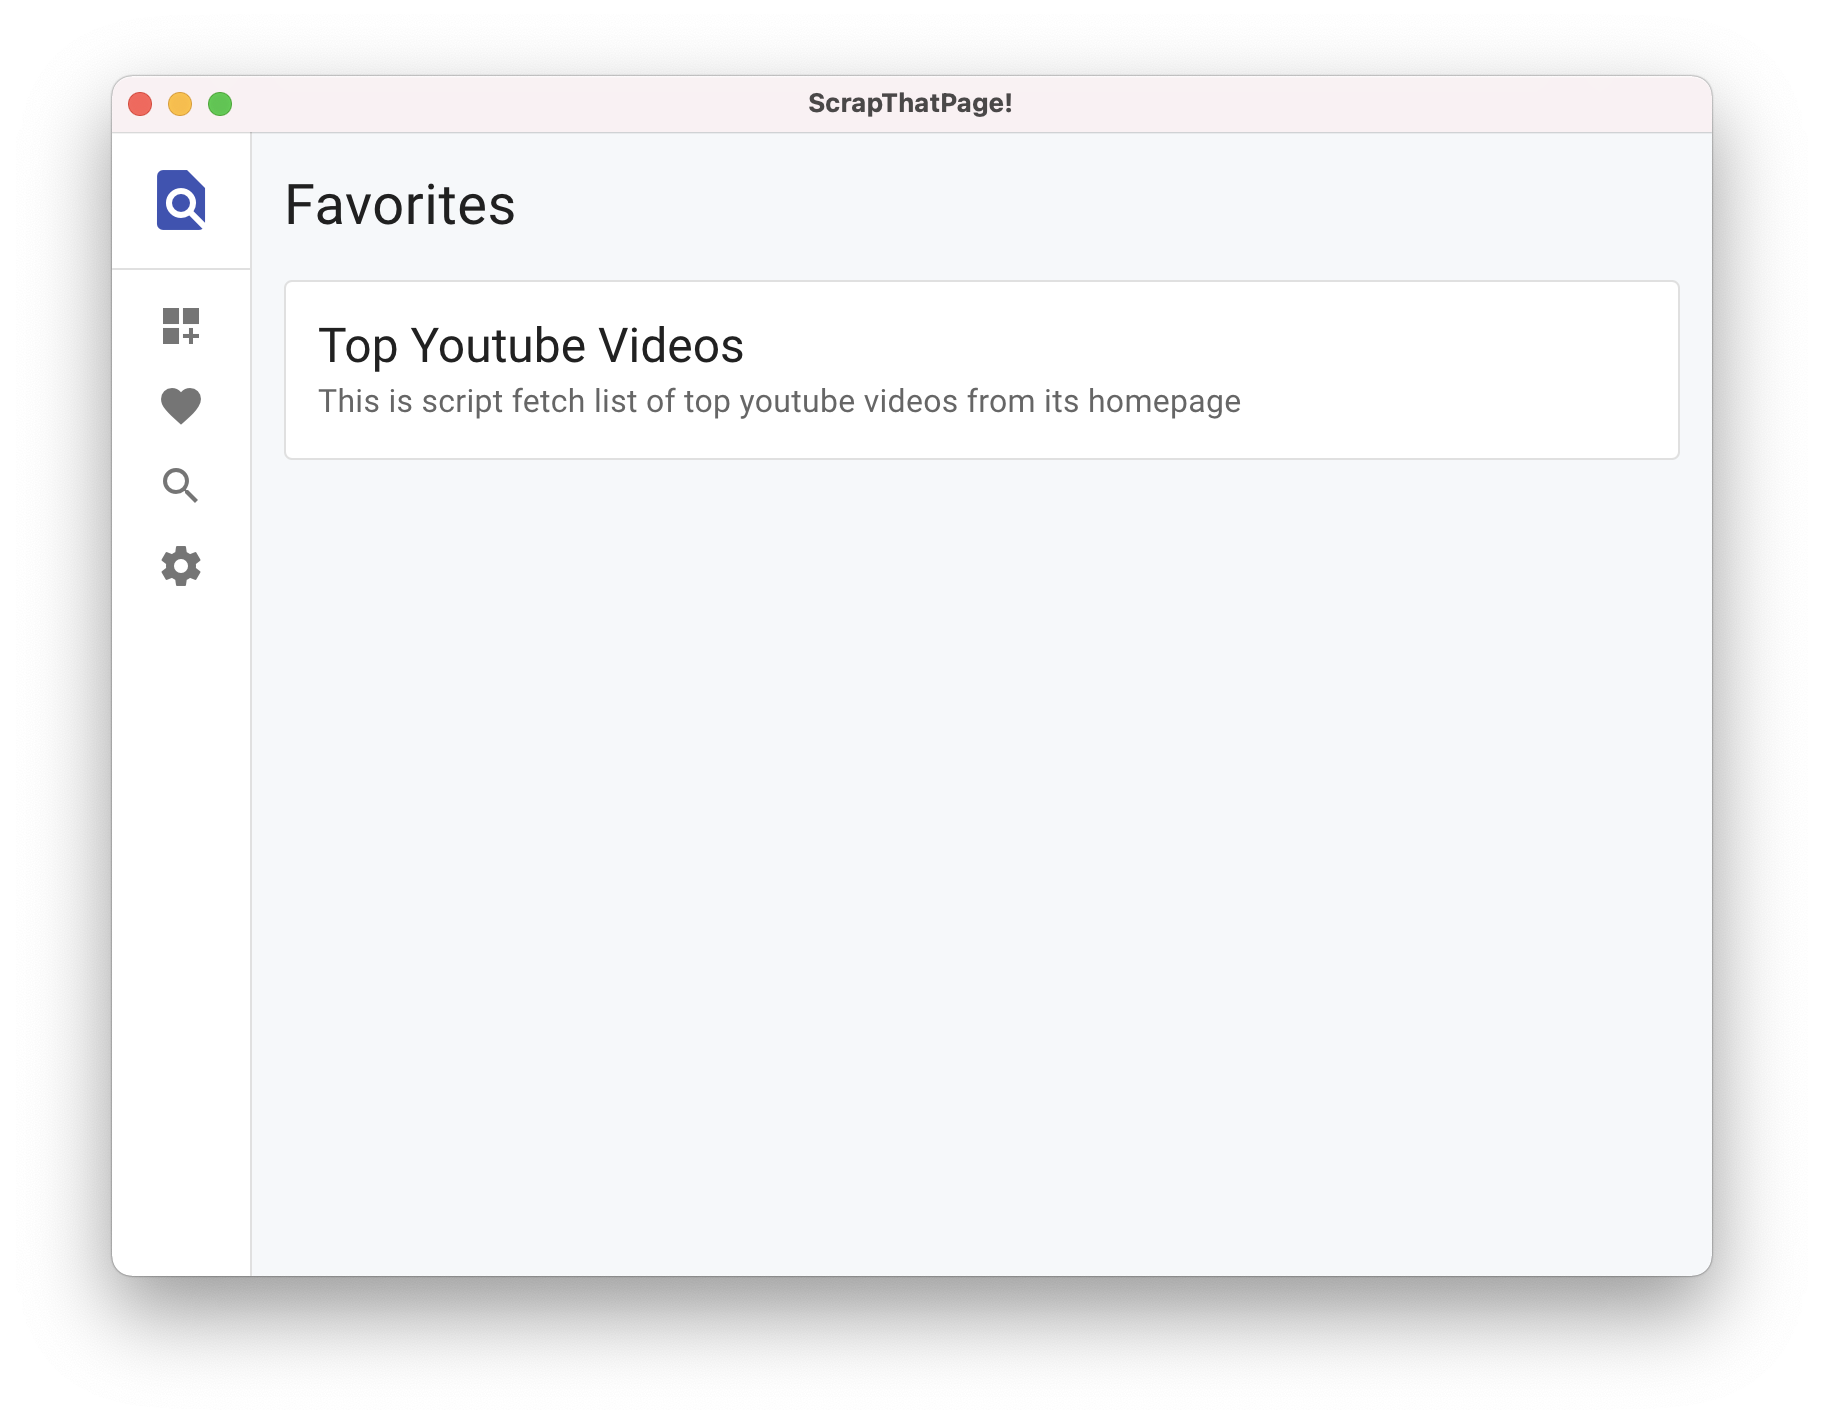 ScrapThatPage!
Favorites
Top Youtube Videos
This is script fetch list of top youtube videos from its homepage